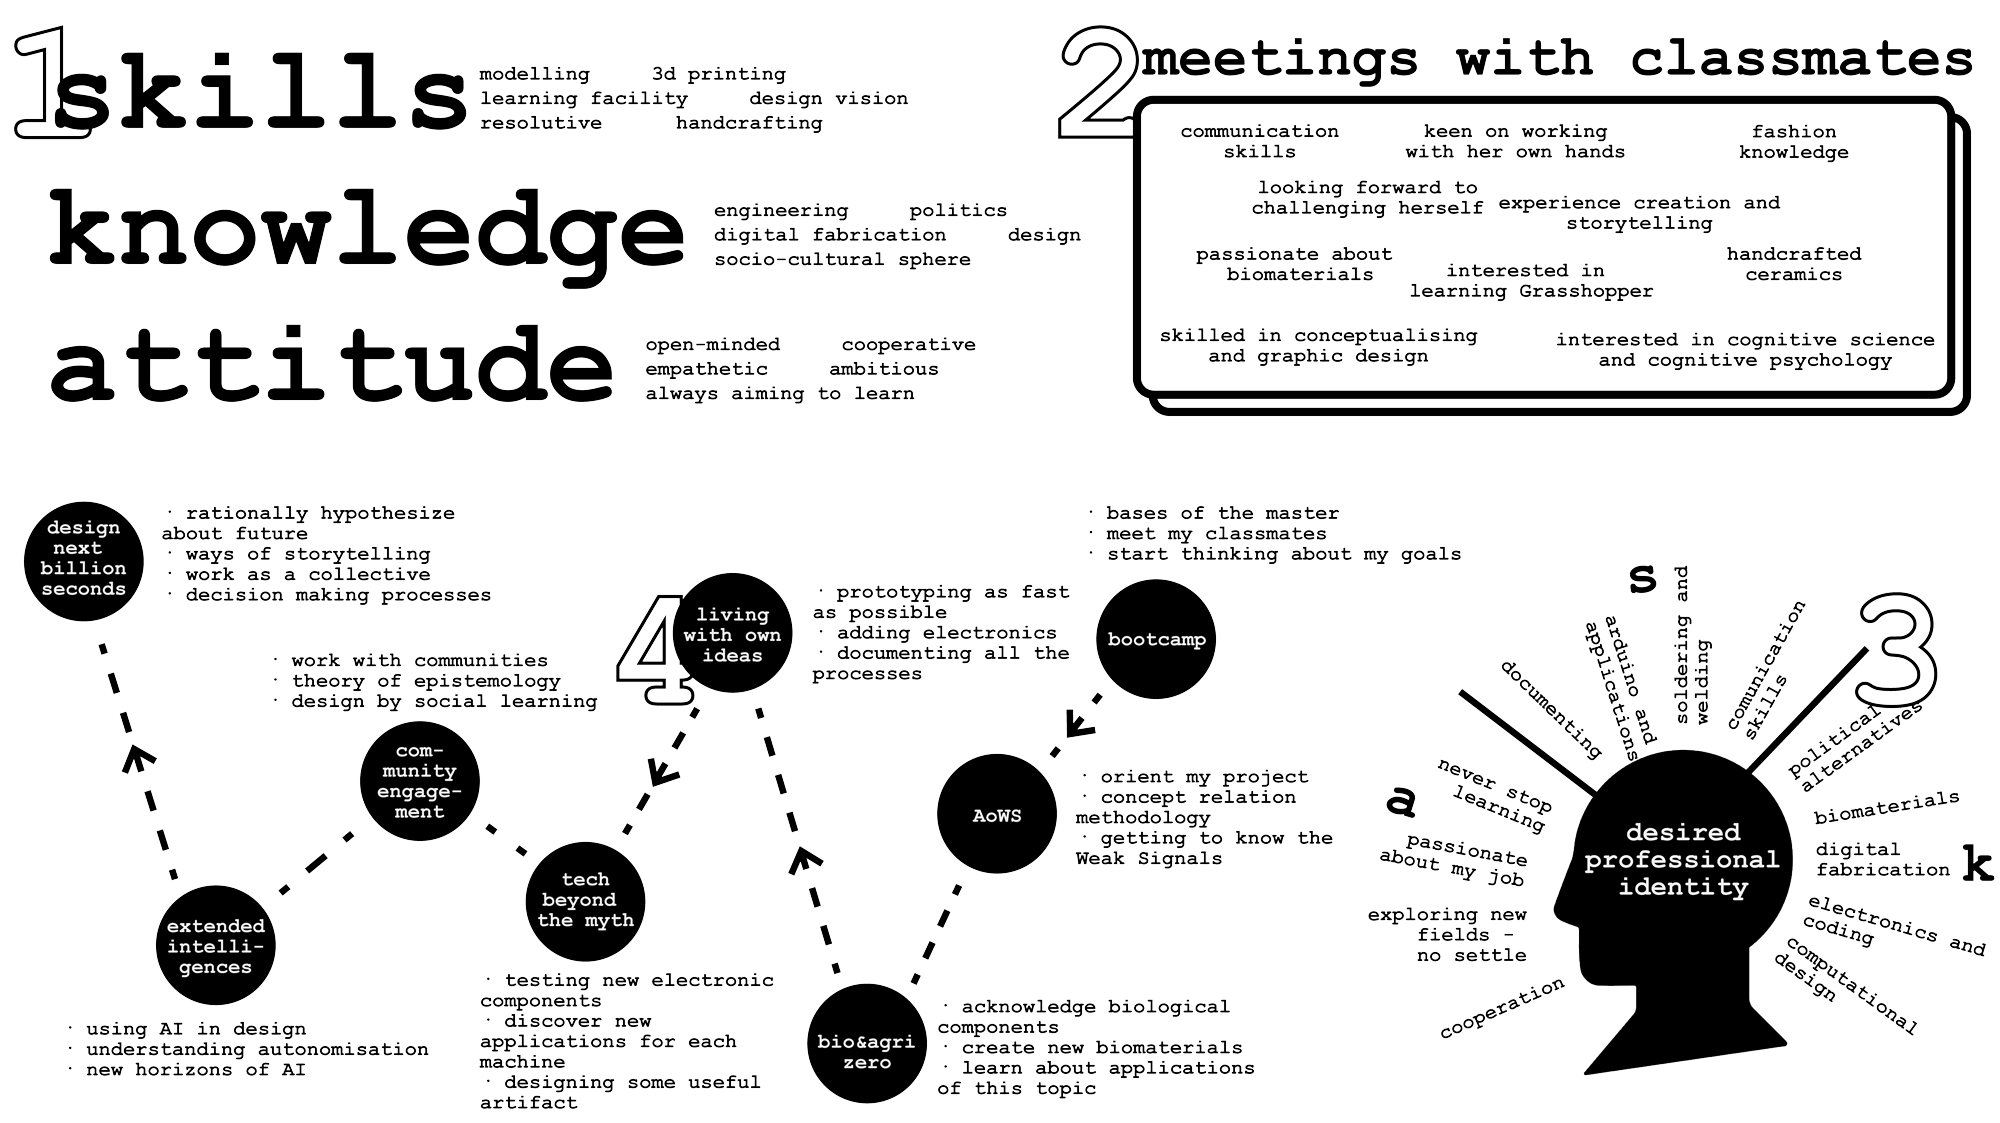 1
skills
modelling 3d printing
learning facility design vision
resolutive handcrafting
knowledge
engineering politics
digital fabrication design
socio-cultural sphere
attitude
open-minded cooperative
empathetic ambitious
always aiming to learn
2
meetings with classmates
communication
skills
keen on working
with her own hands
fashion
knowledge
looking forward to
challenging herself
experience creation and
storytelling
passionate about
biomaterials
interested in
learning Grasshopper
handcrafted
ceramics
skilled in conceptualising
and graphic design
interested in cognitive science
and cognitive psychology
3
s
documenting
arduino and
applications
soldering and
welding
comunication
skills
k
political
alternatives
biomaterials
digital
fabrication
electronics and
coding
computational
design
a
never stop
learning
passionate
about my job
exploring new
fields -
no settle
cooperation
desired
professional
identity
4
bootcamp
· bases of the master
· meet my classmates
· start thinking about my goals
AoWS
· orient my project
· concept relation
methodology
· getting to know the
Weak Signals
bio&agri
zero
· acknowledge biological
components
· create new biomaterials
· learn about applications
of this topic
living
with own
ideas
· prototyping as fast
as possible
· adding electronics
· documenting all the
processes
tech
beyond
the myth
· testing new electronic
components
· discover new
applications for each
machine
· designing some useful
artifact
com-
munity
engage-
ment
· work with communities
· theory of epistemology
· design by social learning
extended
intelli-
gences
· using AI in design
· understanding autonomisation
· new horizons of AI
design
next
billion
seconds
· rationally hypothesize
about future
· ways of storytelling
· work as a collective
· decision making processes